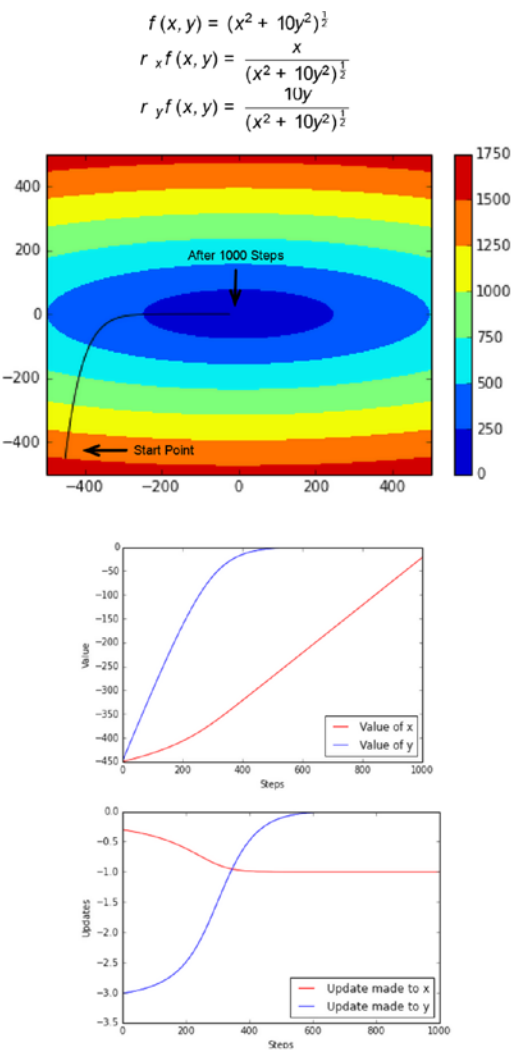 f (x, y) = (x² + 10y²)^{1/2}
r x f (x, y) = x / (x² + 10y²)^{1/2}
r y f (x, y) = 10y / (x² + 10y²)^{1/2}
400
200
0
−200
−400
−400 −200 0 200 400
After 1000 Steps
Start Point
1750
1500
1250
1000
750
500
250
0
0
−50
−100
−150
−200
−250
−300
−350
−400
−450
Value
0 200 400 600 800 1000
Steps
Value of x
Value of y
0.0
−0.5
−1.0
−1.5
−2.0
−2.5
−3.0
−3.5
Updates
0 200 400 600 800 1000
Steps
Update made to x
Update made to y